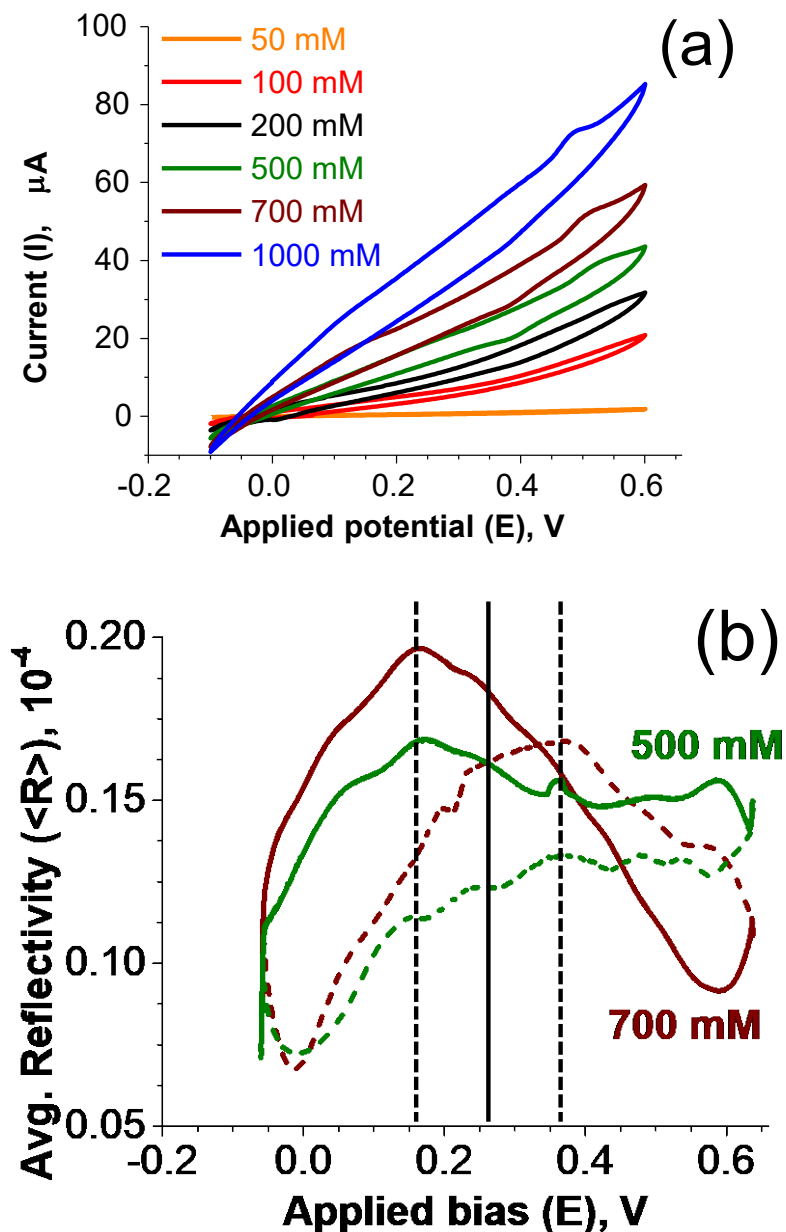 (a)
100
80
60
40
20
0
Current (I), μA
50 mM
100 mM
200 mM
500 mM
700 mM
1000 mM
-0.2 0.0 0.2 0.4 0.6
Applied potential (E), V
(b)
0.20
0.15
0.10
0.05
Avg. Reflectivity (<R>), 10⁻⁴
500 mM
700 mM
-0.2 0.0 0.2 0.4 0.6
Applied bias (E), V